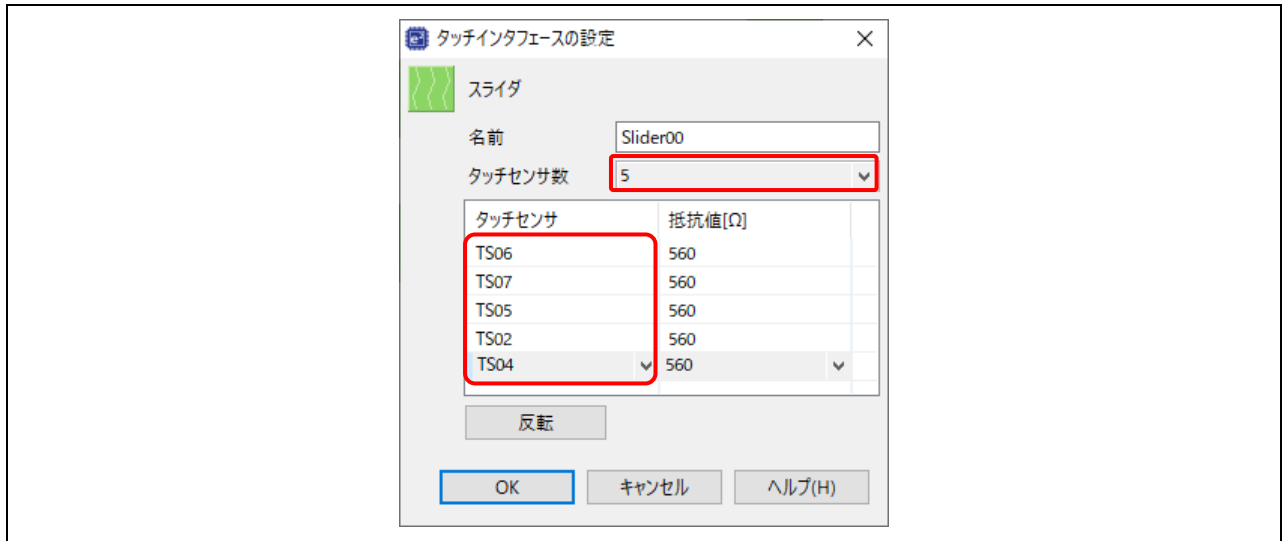 タッチインタフェースの設定
スライダ
名前 Slider00
タッチセンサ数 5
タッチセンサ 抵抗値[Ω]
TS06 560
TS07 560
TS05 560
TS02 560
TS04 560
反転
OK キャンセル ヘルプ(H)